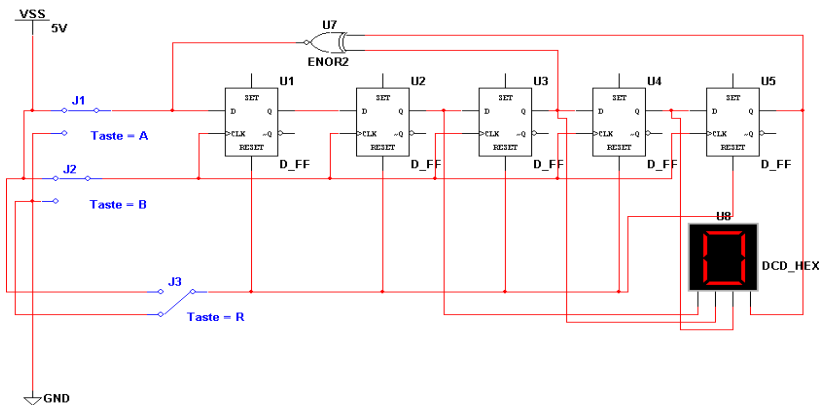 VSS
5V
U7
ENOR2
J1
Taste = A
J2
Taste = B
J3
Taste = R
GND
U1
SET
D Q
CLK ~Q
RESET
D_FF
U2
SET
D Q
CLK ~Q
RESET
D_FF
U3
SET
D Q
CLK ~Q
RESET
D_FF
U4
SET
D Q
CLK ~Q
RESET
D_FF
U5
SET
D Q
CLK ~Q
RESET
D_FF
U8
0
DCD_HEX